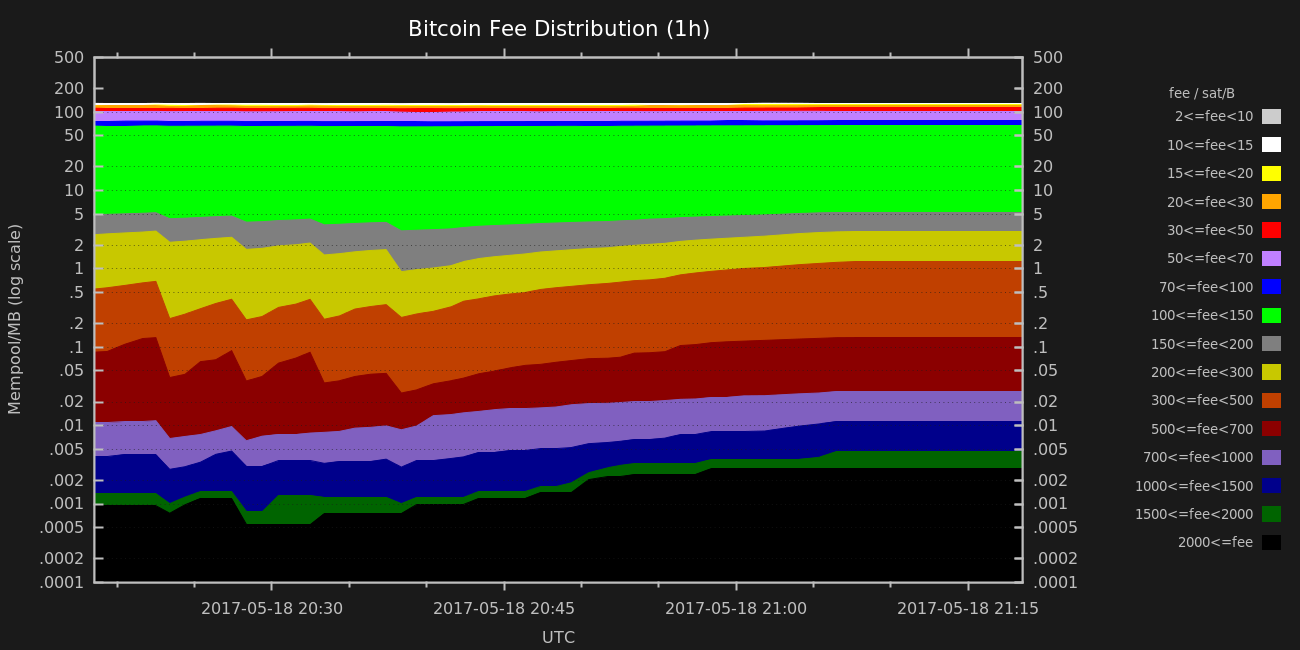 Bitcoin Fee Distribution (1h)
Mempool/MB (log scale)
500
200
100
50
20
10
5
2
1
.5
.2
.1
.05
.02
.01
.005
.002
.001
.0005
.0002
.0001
500
200
100
50
20
10
5
2
1
.5
.2
.1
.05
.02
.01
.005
.002
.001
.0005
.0002
.0001
2017-05-18 20:30
2017-05-18 20:45
2017-05-18 21:00
2017-05-18 21:15
UTC
fee / sat/B
2<=fee<10
10<=fee<15
15<=fee<20
20<=fee<30
30<=fee<50
50<=fee<70
70<=fee<100
100<=fee<150
150<=fee<200
200<=fee<300
300<=fee<500
500<=fee<700
700<=fee<1000
1000<=fee<1500
1500<=fee<2000
2000<=fee